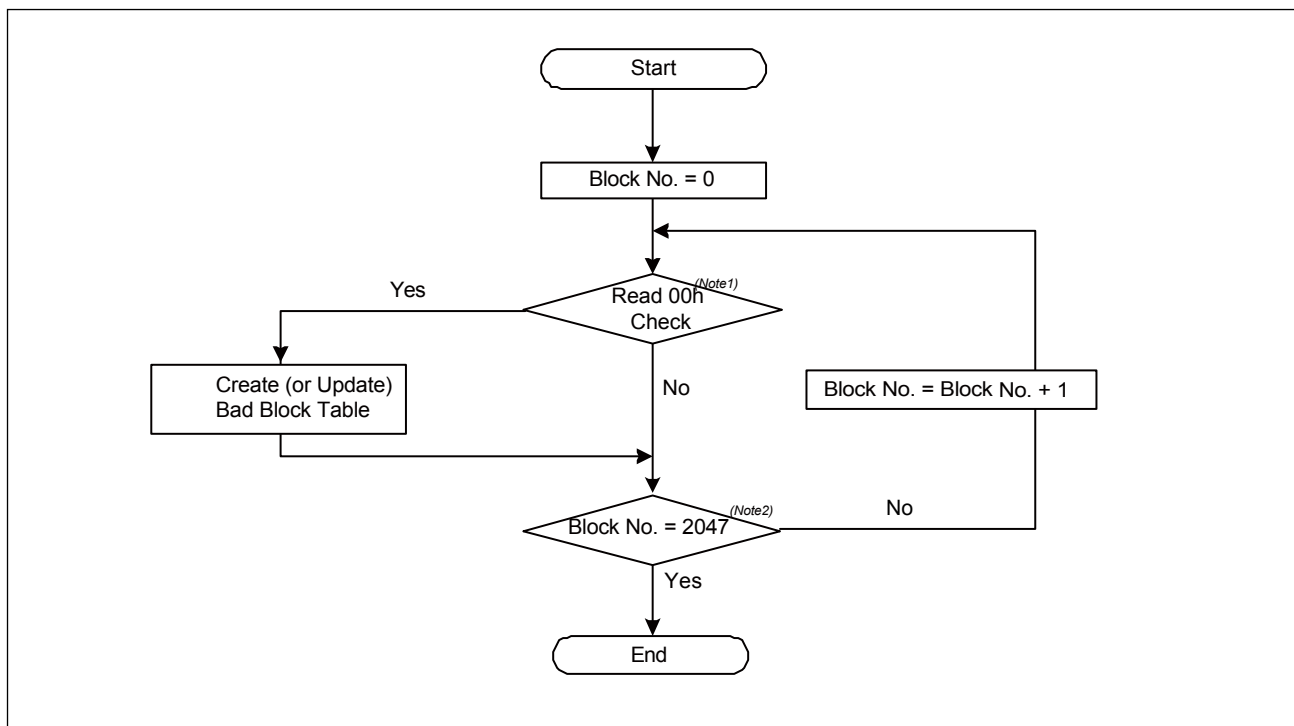 Start
Block No. = 0
(Note1)
Yes
Read 00h
Check
Create (or Update)
Bad Block Table
No
Block No. = Block No. + 1
(Note2)
Block No. = 2047
No
Yes
End